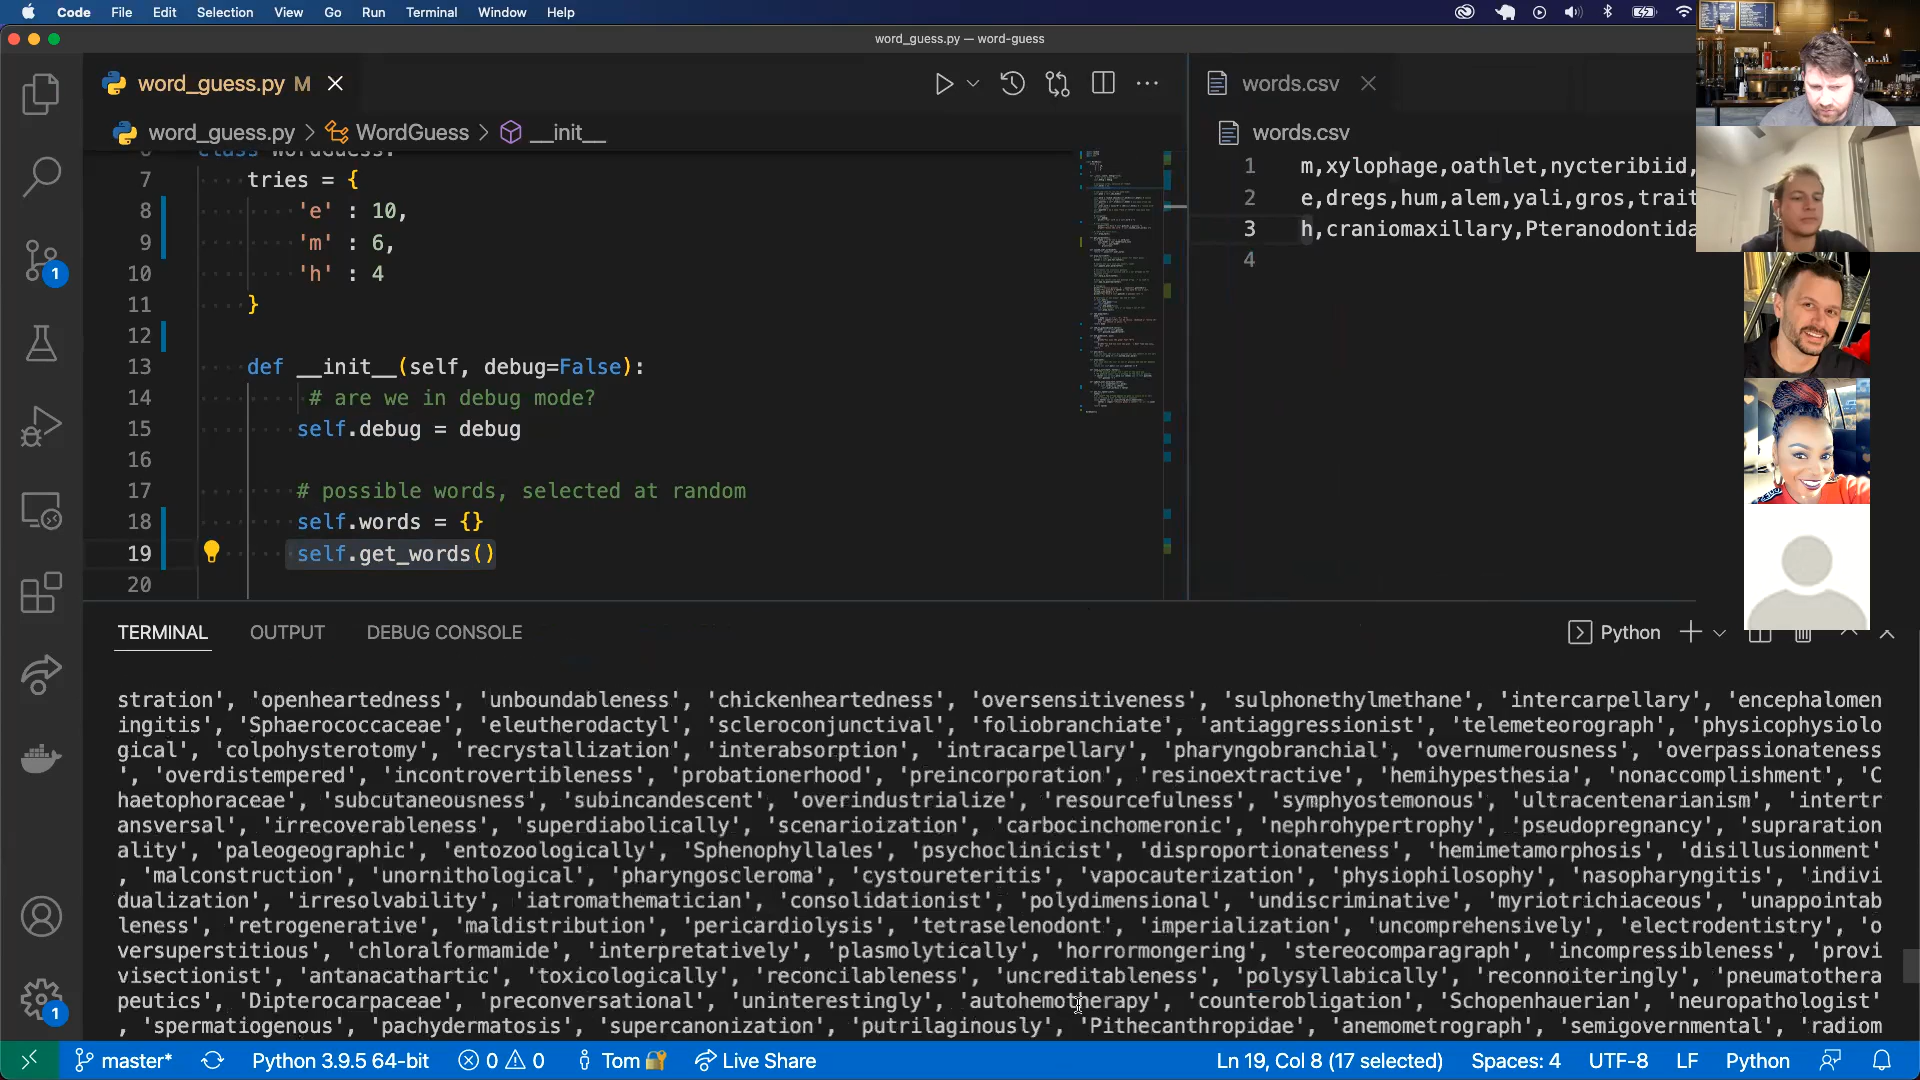 Code File Edit Selection View Go Run Terminal Window Help
word_guess.py — word-guess
word_guess.py M
words.csv
word_guess.py > WordGuess > __init__
words.csv
7 tries = {
8 'e' : 10,
9 'm' : 6,
10 'h' : 4
11 }
12
13 def __init__(self, debug=False):
14 # are we in debug mode?
15 self.debug = debug
16
17 # possible words, selected at random
18 self.words = {}
19 self.get_words()
20
1 m,xylophage,oathlet,nycteribiid,
2 e,dregs,hum,alem,yali,gros,trait
3 h,craniomaxillary,Pteranodontida
4
TERMINAL OUTPUT DEBUG CONSOLE
Python
stration', 'openheartedness', 'unboundableness', 'chickenheartedness', 'oversensitiveness', 'sulphonethylmethane', 'intercarpellary', 'encephalomen
ingitis', 'Sphaerococcaceae', 'eleutherodactyl', 'scleroconjunctival', 'foliobranchiate', 'antiaggressionist', 'telemeteorograph', 'physicophysiolo
gical', 'colpohysterotomy', 'recrystallization', 'interabsorption', 'intracarpellary', 'pharyngobranchial', 'overnumerousness', 'overpassionateness
', 'overdistempered', 'incontrovertibleness', 'probationerhood', 'preincorporation', 'resinoextractive', 'hemihypesthesia', 'nonaccomplishment', 'C
haetophoraceae', 'subcutaneousness', 'subincandescent', 'overindustrialize', 'resourcefulness', 'symphyostemonous', 'ultracentenarianism', 'intertr
ansversal', 'irrecoverableness', 'superdiabolically', 'scenarioization', 'carbocinchomeronic', 'nephrohypertrophy', 'pseudopregnancy', 'supraration
ality', 'paleogeographic', 'entozoologically', 'Sphenophyllales', 'psychoclinicist', 'disproportionateness', 'hemimetamorphosis', 'disillusionment'
, 'malconstruction', 'unornithological', 'pharyngoscleroma', 'cystoureteritis', 'vapocauterization', 'physiophilosophy', 'nasopharyngitis', 'indivi
dualization', 'irresolvability', 'iatromathematician', 'consolidationist', 'polydimensional', 'undiscriminative', 'myriotrichiaceous', 'unappointab
leness', 'retrogenerative', 'maldistribution', 'pericardiolysis', 'tetraselenodont', 'imperialization', 'uncomprehensively', 'electrodentistry', 'o
versuperstitious', 'chloralformamide', 'interpretatively', 'plasmolytically', 'horrormongering', 'stereocomparagraph', 'incompressibleness', 'provi
visectionist', 'antanacathartic', 'toxicologically', 'reconcilableness', 'uncreditableness', 'polysyllabically', 'reconnoiteringly', 'pneumatothera
peutics', 'Dipterocarpaceae', 'preconversational', 'uninterestingly', 'autohemotherapy', 'counterobligation', 'Schopenhauerian', 'neuropathologist'
, 'spermatiogenous', 'pachydermatosis', 'supercanonization', 'putrilaginously', 'Pithecanthropidae', 'anemometrograph', 'semigovernmental', 'radiom
master* Python 3.9.5 64-bit 0 0 Tom Live Share Ln 19, Col 8 (17 selected) Spaces: 4 UTF-8 LF Python